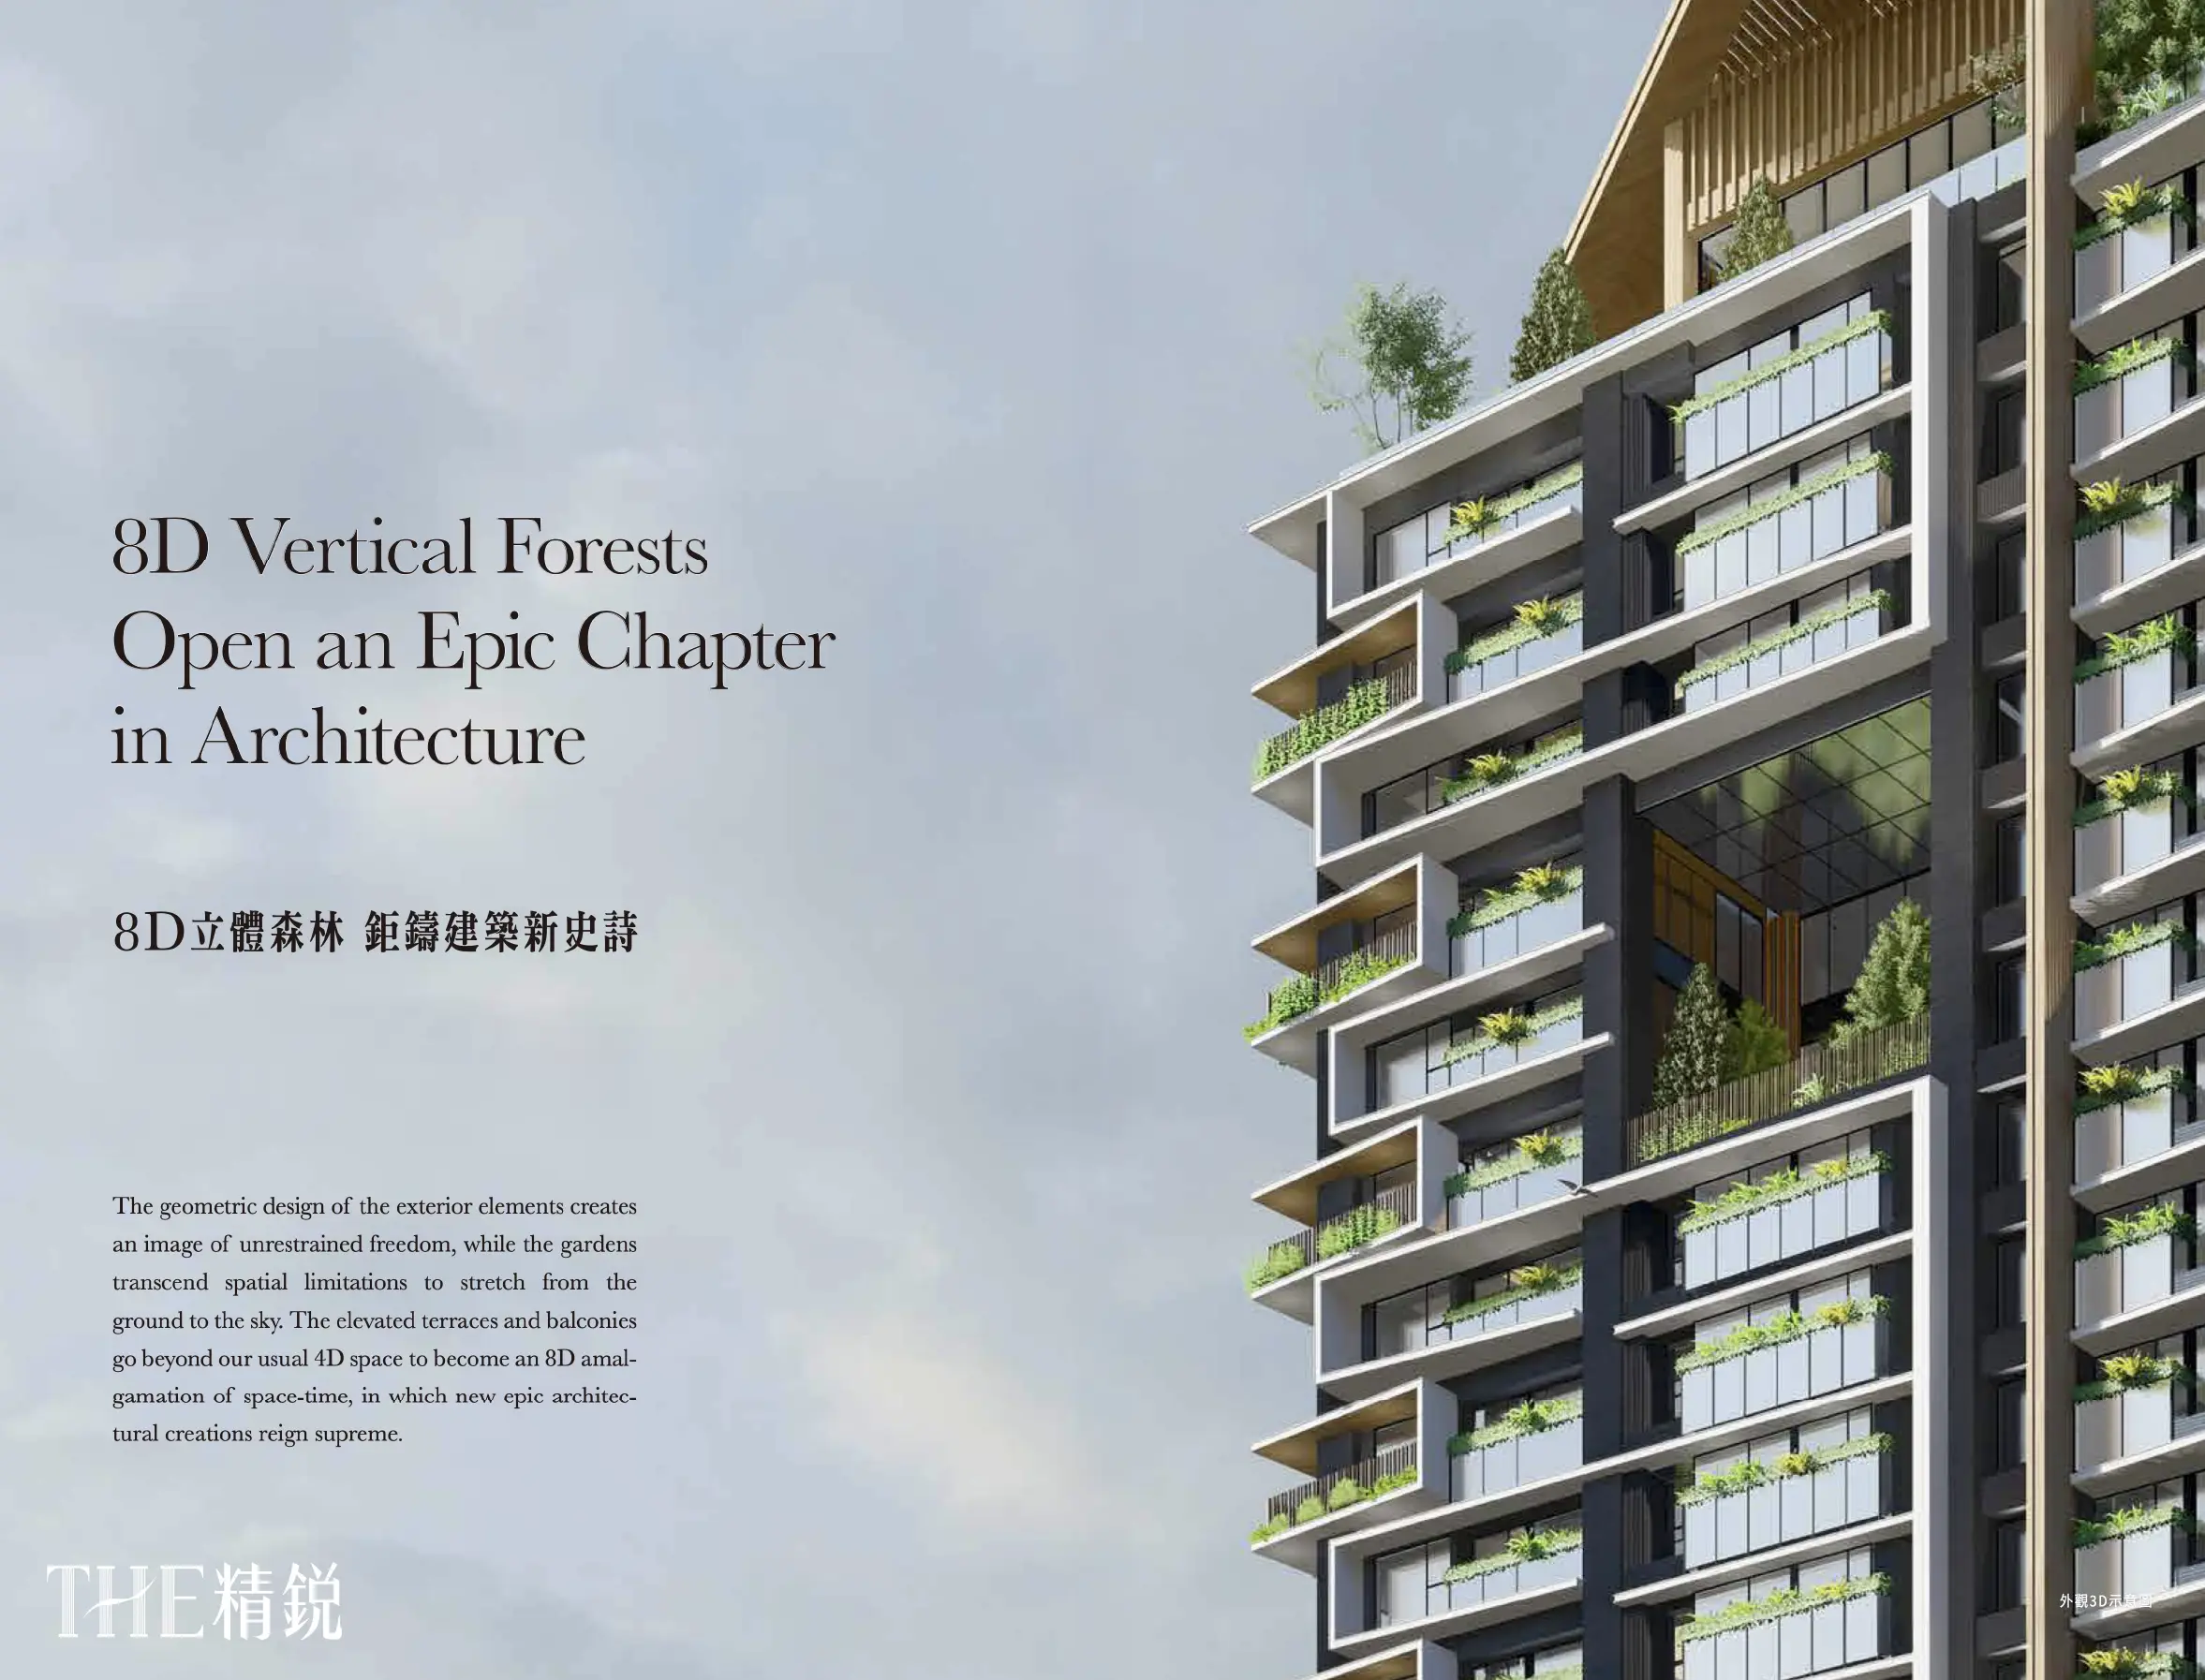 8D Vertical Forests
Open an Epic Chapter
in Architecture
8D立體森林 鉅鑄建築新史詩
The geometric design of the exterior elements creates
an image of unrestrained freedom, while the gardens
transcend spatial limitations to stretch from the
ground to the sky. The elevated terraces and balconies
go beyond our usual 4D space to become an 8D amal-
gamation of space-time, in which new epic architec-
tural creations reign supreme.
THE精銳
外觀3D示意圖